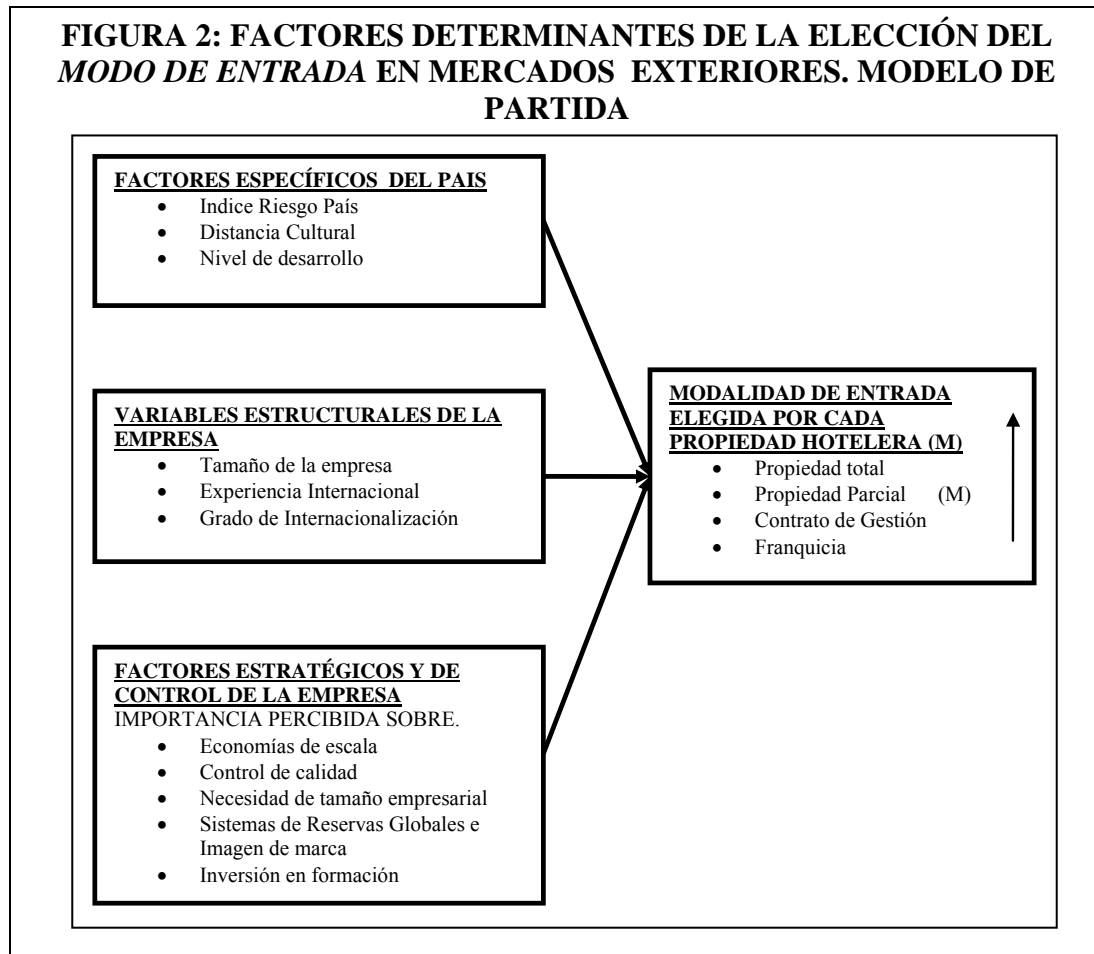 FIGURA 2: FACTORES DETERMINANTES DE LA ELECCIÓN DEL
MODO DE ENTRADA EN MERCADOS EXTERIORES. MODELO DE
PARTIDA
FACTORES ESPECÍFICOS DEL PAIS
• Indice Riesgo País
• Distancia Cultural
• Nivel de desarrollo
VARIABLES ESTRUCTURALES DE LA
EMPRESA
• Tamaño de la empresa
• Experiencia Internacional
• Grado de Internacionalización
FACTORES ESTRATÉGICOS Y DE
CONTROL DE LA EMPRESA
IMPORTANCIA PERCIBIDA SOBRE.
• Economías de escala
• Control de calidad
• Necesidad de tamaño empresarial
• Sistemas de Reservas Globales e
Imagen de marca
• Inversión en formación
MODALIDAD DE ENTRADA
ELEGIDA POR CADA
PROPIEDAD HOTELERA (M)
• Propiedad total
• Propiedad Parcial (M)
• Contrato de Gestión
• Franquicia